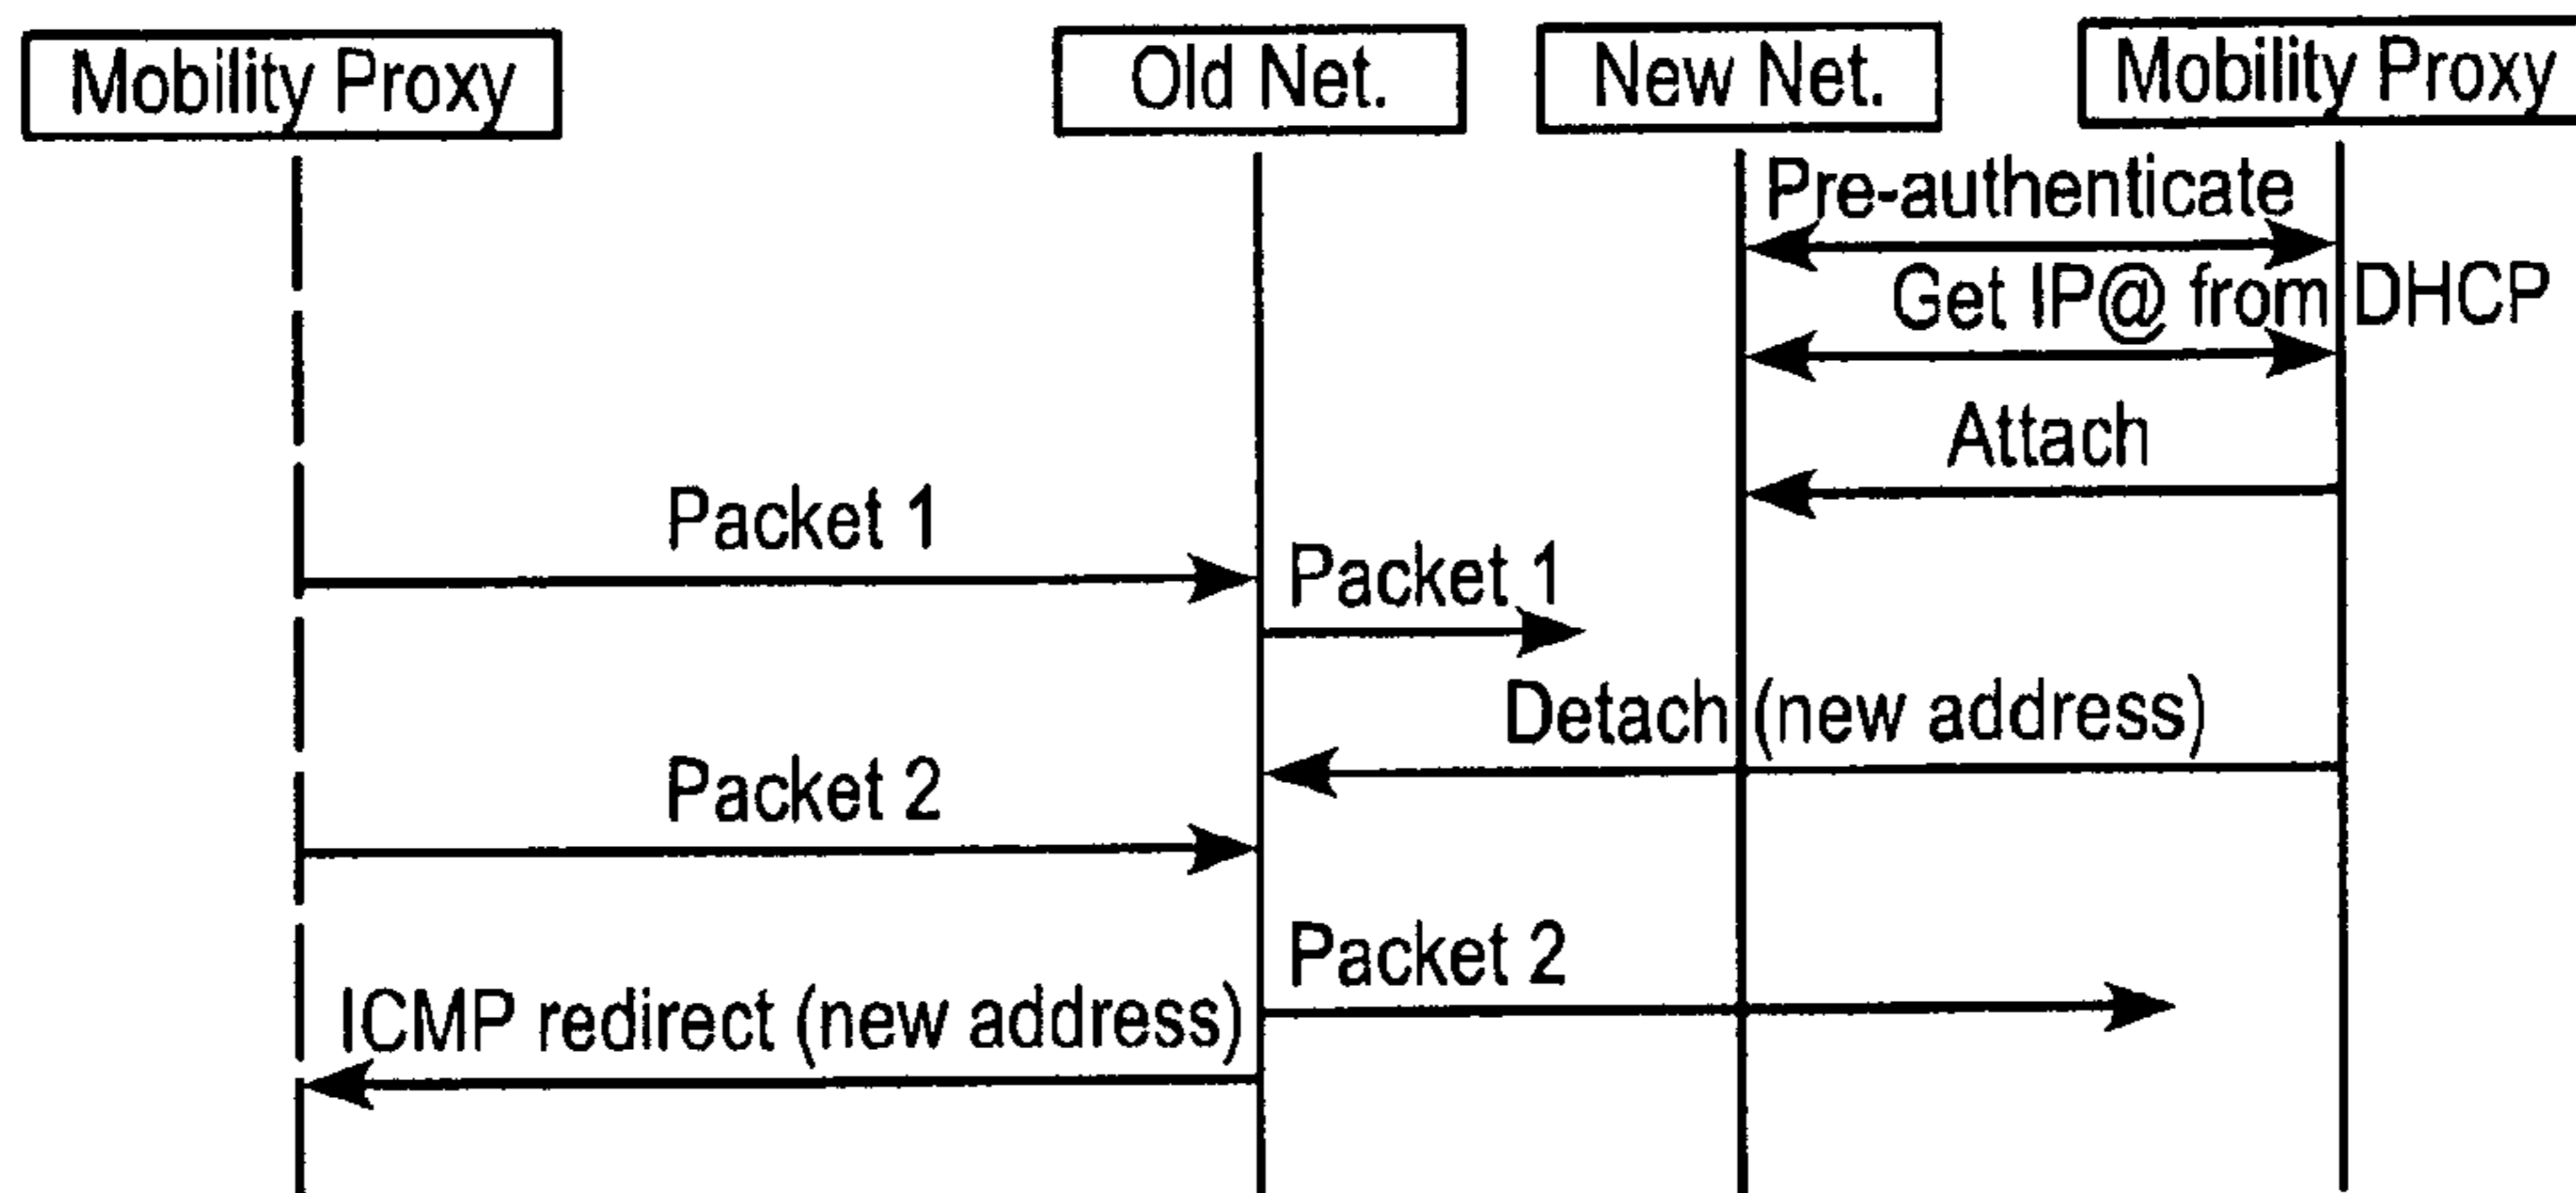 Mobility Proxy
Old Net.
New Net.
Mobility Proxy
Pre-authenticate
Get IP@ from DHCP
Attach
Packet 1
Packet 1
Detach (new address)
Packet 2
Packet 2
ICMP redirect (new address)